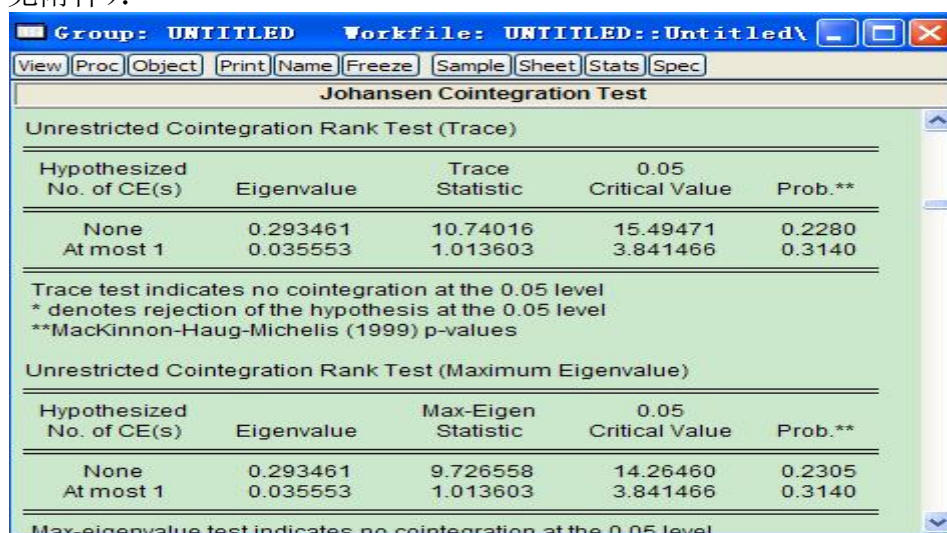 Group: UNTITLED Workfile: UNTITLED::Untitled\
View Proc Object Print Name Freeze Sample Sheet Stats Spec
Johansen Cointegration Test
Unrestricted Cointegration Rank Test (Trace)
Hypothesized Trace 0.05
No. of CE(s) Eigenvalue Statistic Critical Value Prob.**
None 0.293461 10.74016 15.49471 0.2280
At most 1 0.035553 1.013603 3.841466 0.3140
Trace test indicates no cointegration at the 0.05 level
* denotes rejection of the hypothesis at the 0.05 level
**MacKinnon-Haug-Michelis (1999) p-values
Unrestricted Cointegration Rank Test (Maximum Eigenvalue)
Hypothesized Max-Eigen 0.05
No. of CE(s) Eigenvalue Statistic Critical Value Prob.**
None 0.293461 9.726558 14.26460 0.2305
At most 1 0.035553 1.013603 3.841466 0.3140
Max-eigenvalue test indicates no cointegration at the 0.05 level